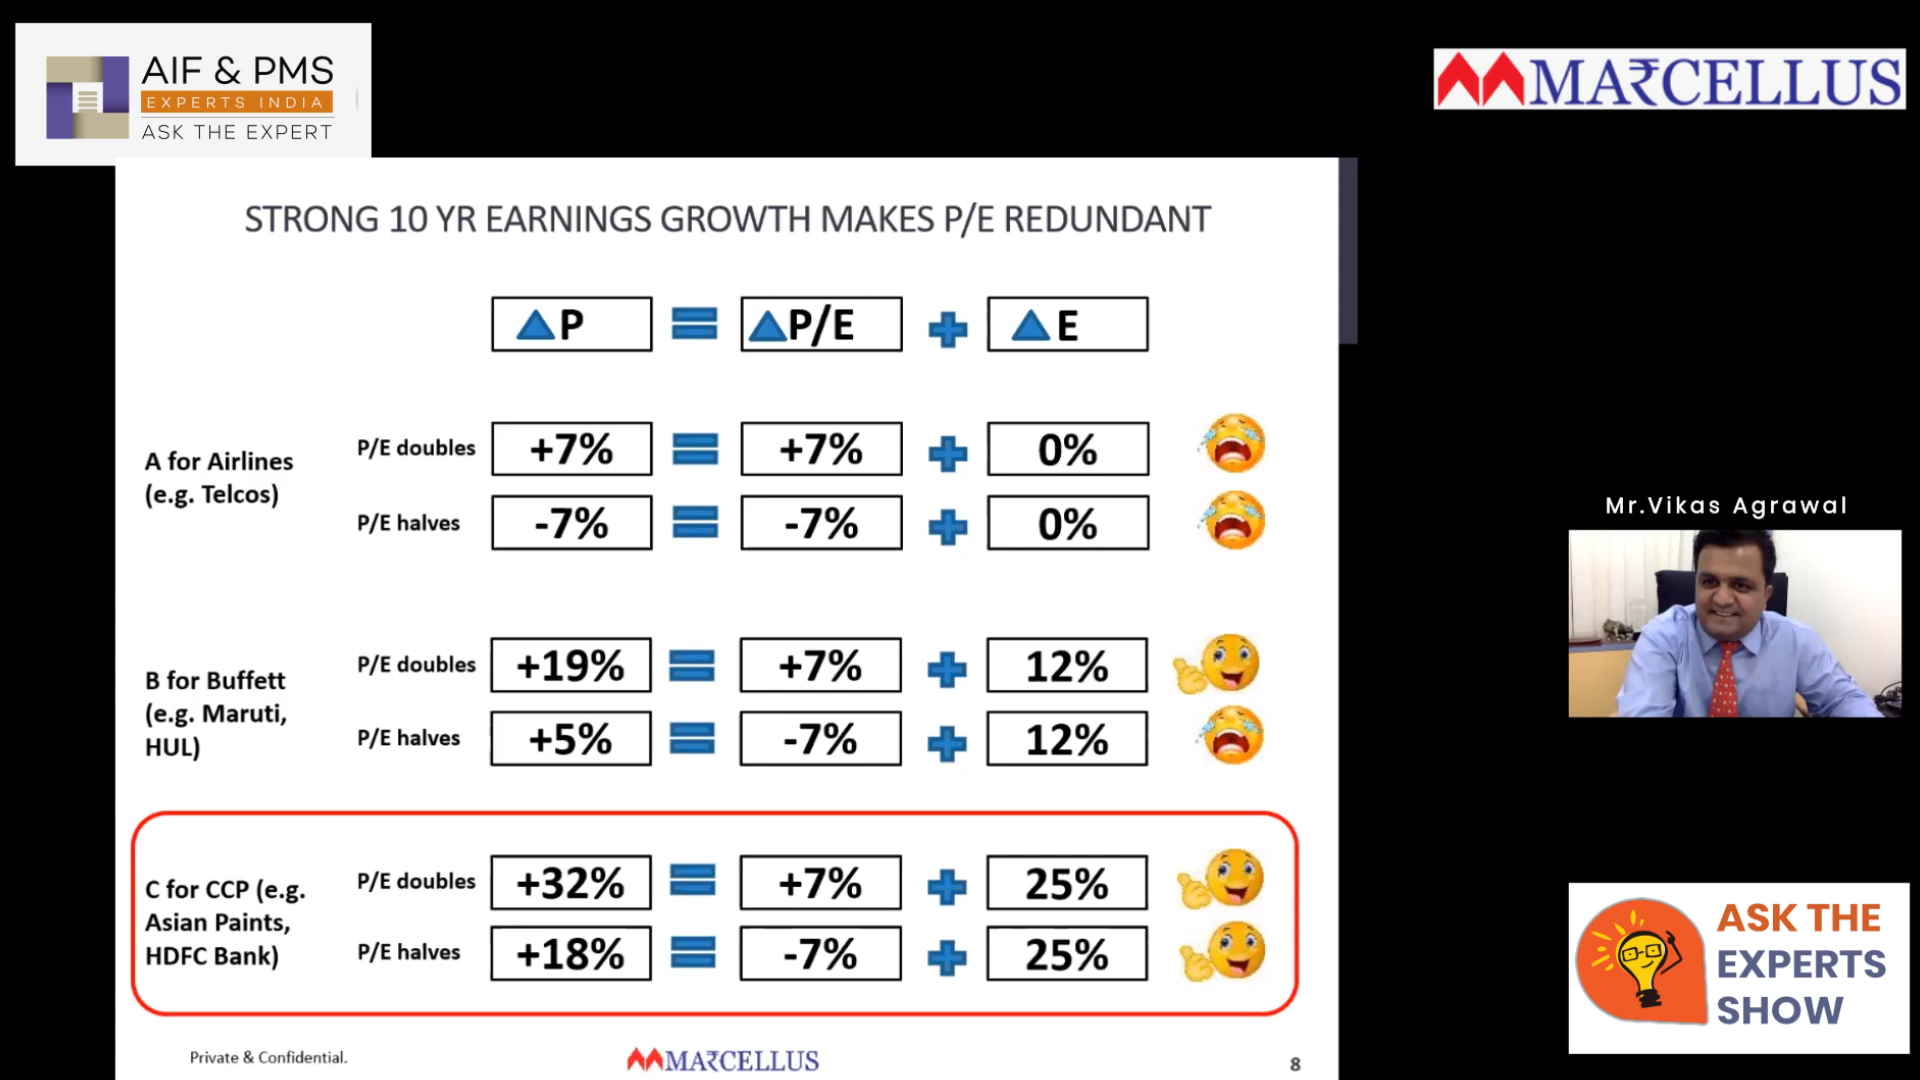 AIF & PMS
EXPERTS INDIA
ASK THE EXPERT
MA₹CELLUS
STRONG 10 YR EARNINGS GROWTH MAKES P/E REDUNDANT
P = P/E + E
A for Airlines
(e.g. Telcos)
P/E doubles +7% = +7% + 0%
P/E halves -7% = -7% + 0%
B for Buffett
(e.g. Maruti,
HUL)
P/E doubles +19% = +7% + 12%
P/E halves +5% = -7% + 12%
C for CCP (e.g.
Asian Paints,
HDFC Bank)
P/E doubles +32% = +7% + 25%
P/E halves +18% = -7% + 25%
Private & Confidential.
MA₹CELLUS
8
Mr.Vikas Agrawal
ASK THE
EXPERTS
SHOW